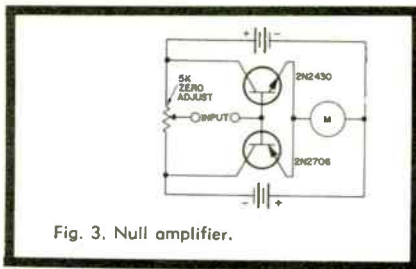 + -
5K
ZERO
ADJUST
2N2430
INPUT
M
2N2706
- +
Fig. 3. Null amplifier.